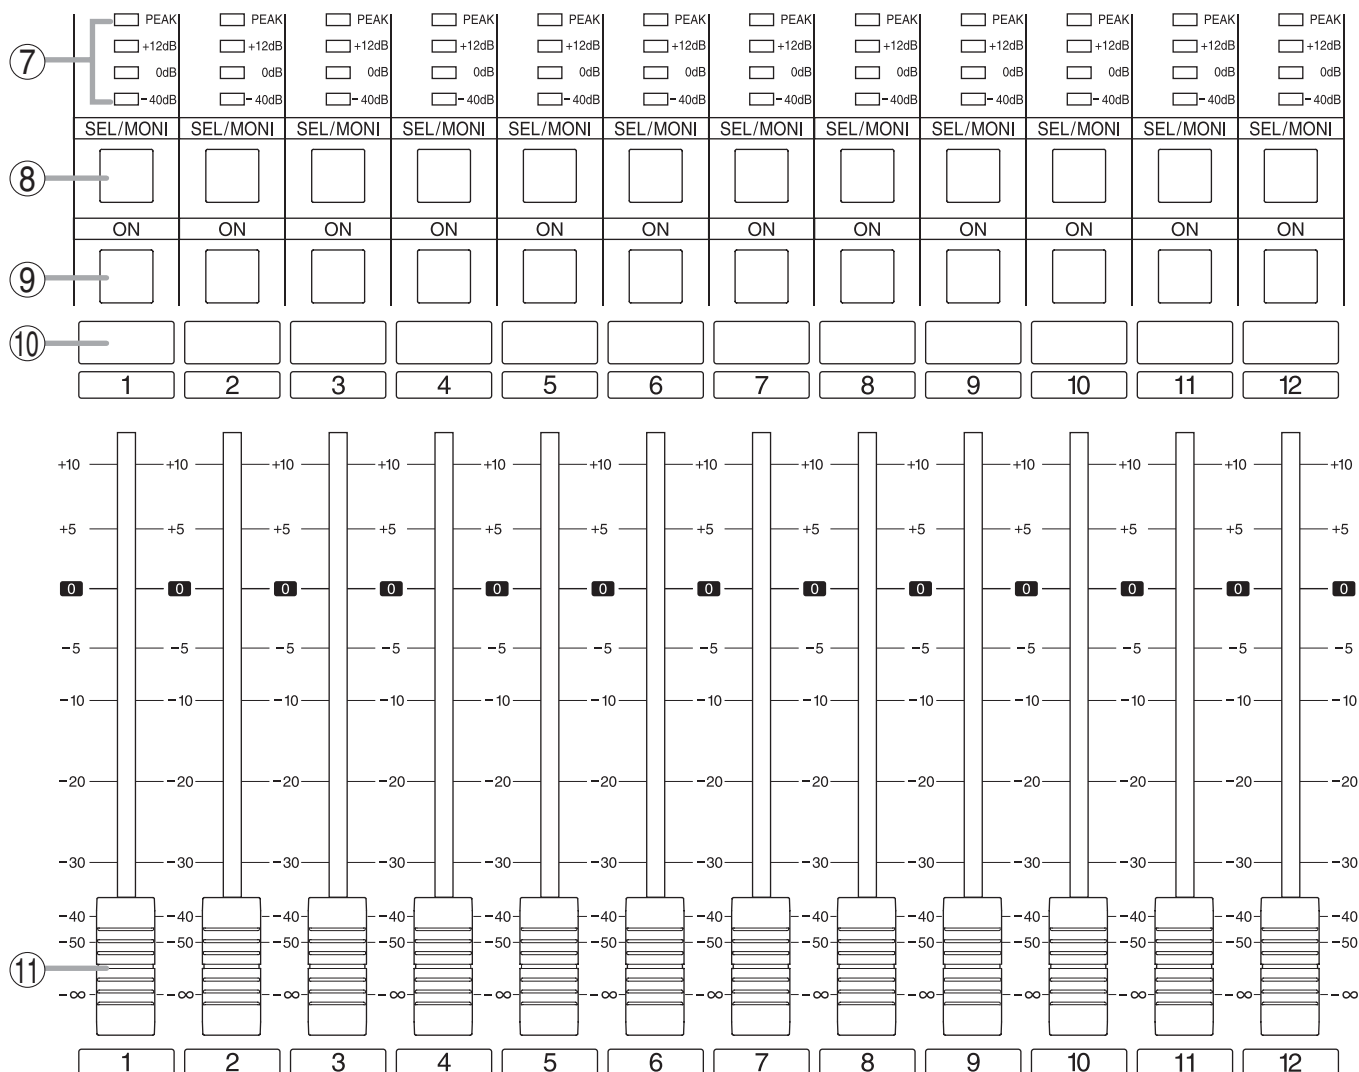 PEAK PEAK PEAK PEAK PEAK PEAK PEAK PEAK PEAK PEAK PEAK PEAK
⑦ +12dB +12dB +12dB +12dB +12dB +12dB +12dB +12dB +12dB +12dB +12dB +12dB
0dB 0dB 0dB 0dB 0dB 0dB 0dB 0dB 0dB 0dB 0dB 0dB
−40dB −40dB −40dB −40dB −40dB −40dB −40dB −40dB −40dB −40dB −40dB −40dB
SEL/MONI SEL/MONI SEL/MONI SEL/MONI SEL/MONI SEL/MONI SEL/MONI SEL/MONI SEL/MONI SEL/MONI SEL/MONI SEL/MONI
⑧
ON ON ON ON ON ON ON ON ON ON ON ON
⑨
⑩
1 2 3 4 5 6 7 8 9 10 11 12
+10 +10 +10 +10 +10 +10 +10 +10 +10 +10 +10 +10 +10
+5 +5 +5 +5 +5 +5 +5 +5 +5 +5 +5 +5 +5
0 0 0 0 0 0 0 0 0 0 0 0 0
−5 −5 −5 −5 −5 −5 −5 −5 −5 −5 −5 −5 −5
−10 −10 −10 −10 −10 −10 −10 −10 −10 −10 −10 −10 −10
−20 −20 −20 −20 −20 −20 −20 −20 −20 −20 −20 −20 −20
−30 −30 −30 −30 −30 −30 −30 −30 −30 −30 −30 −30 −30
−40 −40 −40 −40 −40 −40 −40 −40 −40 −40 −40 −40 −40
−50 −50 −50 −50 −50 −50 −50 −50 −50 −50 −50 −50 −50
⑪
−∞ −∞ −∞ −∞ −∞ −∞ −∞ −∞ −∞ −∞ −∞ −∞ −∞
1 2 3 4 5 6 7 8 9 10 11 12